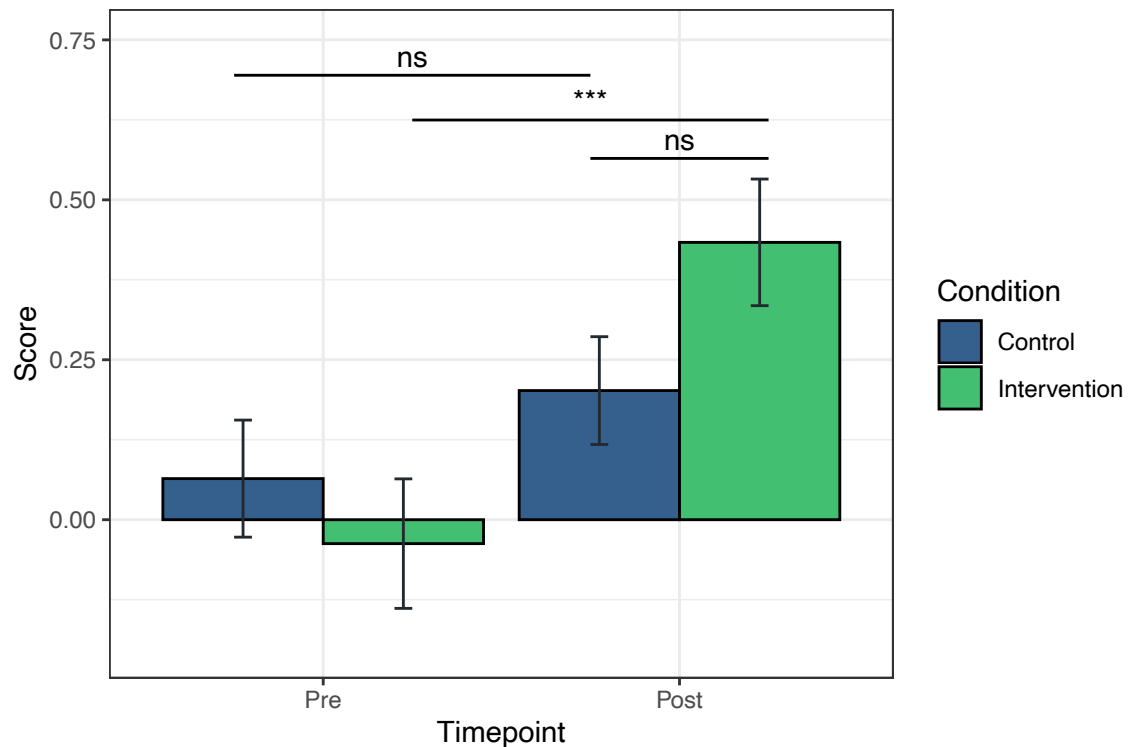 0.75
ns
***
ns
0.50
0.25
0.00
Score
Pre
Post
Timepoint
Condition
Control
Intervention